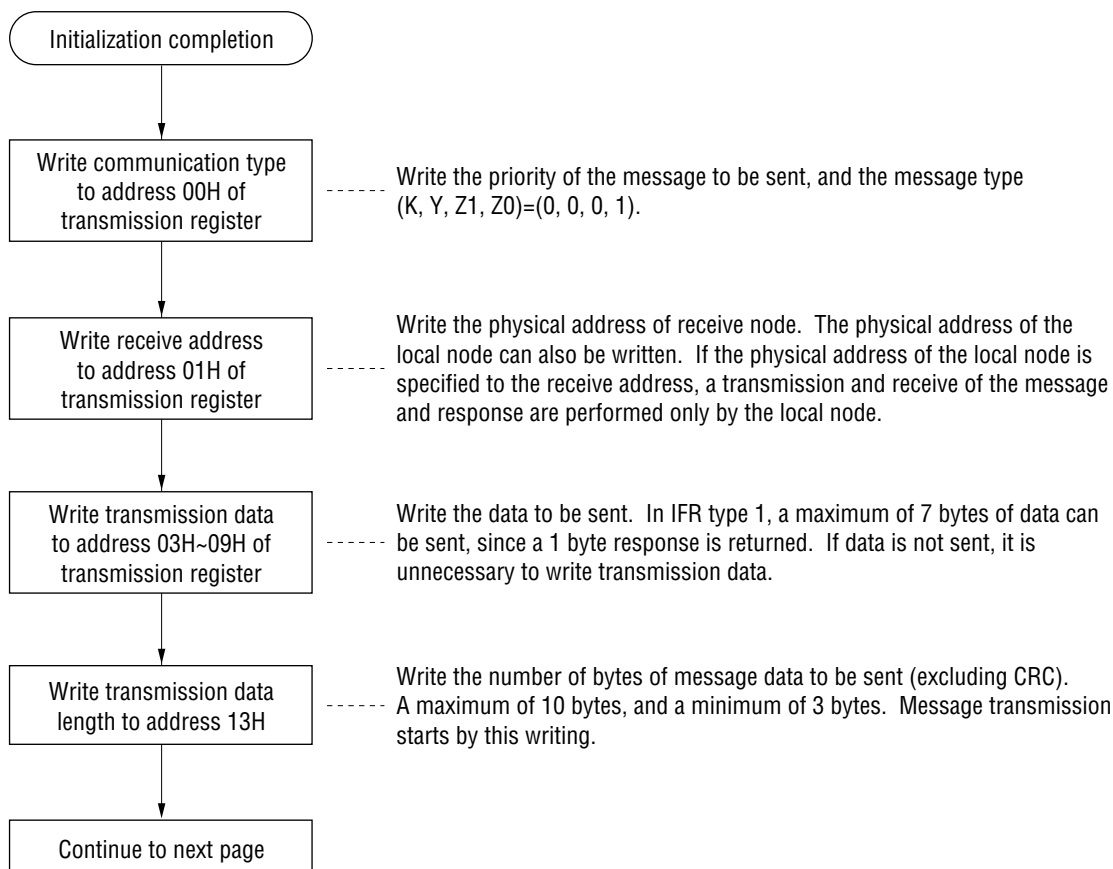 Initialization completion
Write communication type
to address 00H of
transmission register
Write the priority of the message to be sent, and the message type
(K, Y, Z1, Z0)=(0, 0, 0, 1).
Write receive address
to address 01H of
transmission register
Write the physical address of receive node.  The physical address of the
local node can also be written.  If the physical address of the local node is
specified to the receive address, a transmission and receive of the message
and response are performed only by the local node.
Write transmission data
to address 03H~09H of
transmission register
Write the data to be sent.  In IFR type 1, a maximum of 7 bytes of data can
be sent, since a 1 byte response is returned.  If data is not sent, it is
unnecessary to write transmission data.
Write transmission data
length to address 13H
Write the number of bytes of message data to be sent (excluding CRC).
A maximum of 10 bytes, and a minimum of 3 bytes.  Message transmission
starts by this writing.
Continue to next page